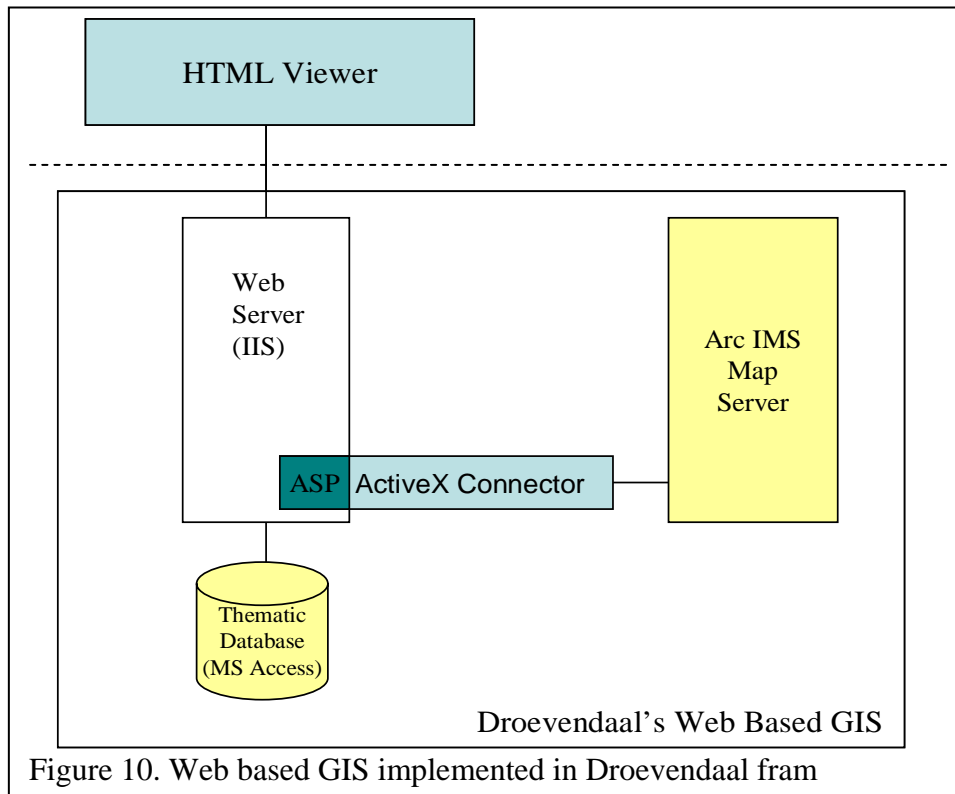 HTML Viewer
Web
Server
(IIS)
Arc IMS
Map
Server
ASP ActiveX Connector
Thematic
Database
(MS Access)
Droevendaal's Web Based GIS
Figure 10. Web based GIS implemented in Droevendaal fram